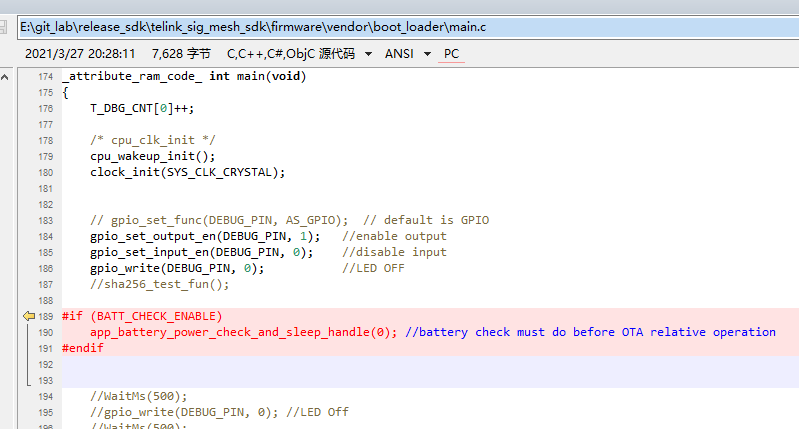 E:\git_lab\release_sdk\telink_sig_mesh_sdk\firmware\vendor\boot_loader\main.c
2021/3/27 20:28:11 7,628 字节 C,C++,C#,ObjC 源代码 ANSI PC
174 _attribute_ram_code_ int main(void)
175 {
176 T_DBG_CNT[0]++;
177
178 /* cpu_clk_init */
179 cpu_wakeup_init();
180 clock_init(SYS_CLK_CRYSTAL);
181
182
183 // gpio_set_func(DEBUG_PIN, AS_GPIO); // default is GPIO
184 gpio_set_output_en(DEBUG_PIN, 1); //enable output
185 gpio_set_input_en(DEBUG_PIN, 0); //disable input
186 gpio_write(DEBUG_PIN, 0); //LED OFF
187 //sha256_test_fun();
188
189 #if (BATT_CHECK_ENABLE)
190 app_battery_power_check_and_sleep_handle(0); //battery check must do before OTA relative operation
191 #endif
192
193
194 //WaitMs(500);
195 //gpio_write(DEBUG_PIN, 0); //LED Off
196 //WaitMs(500);